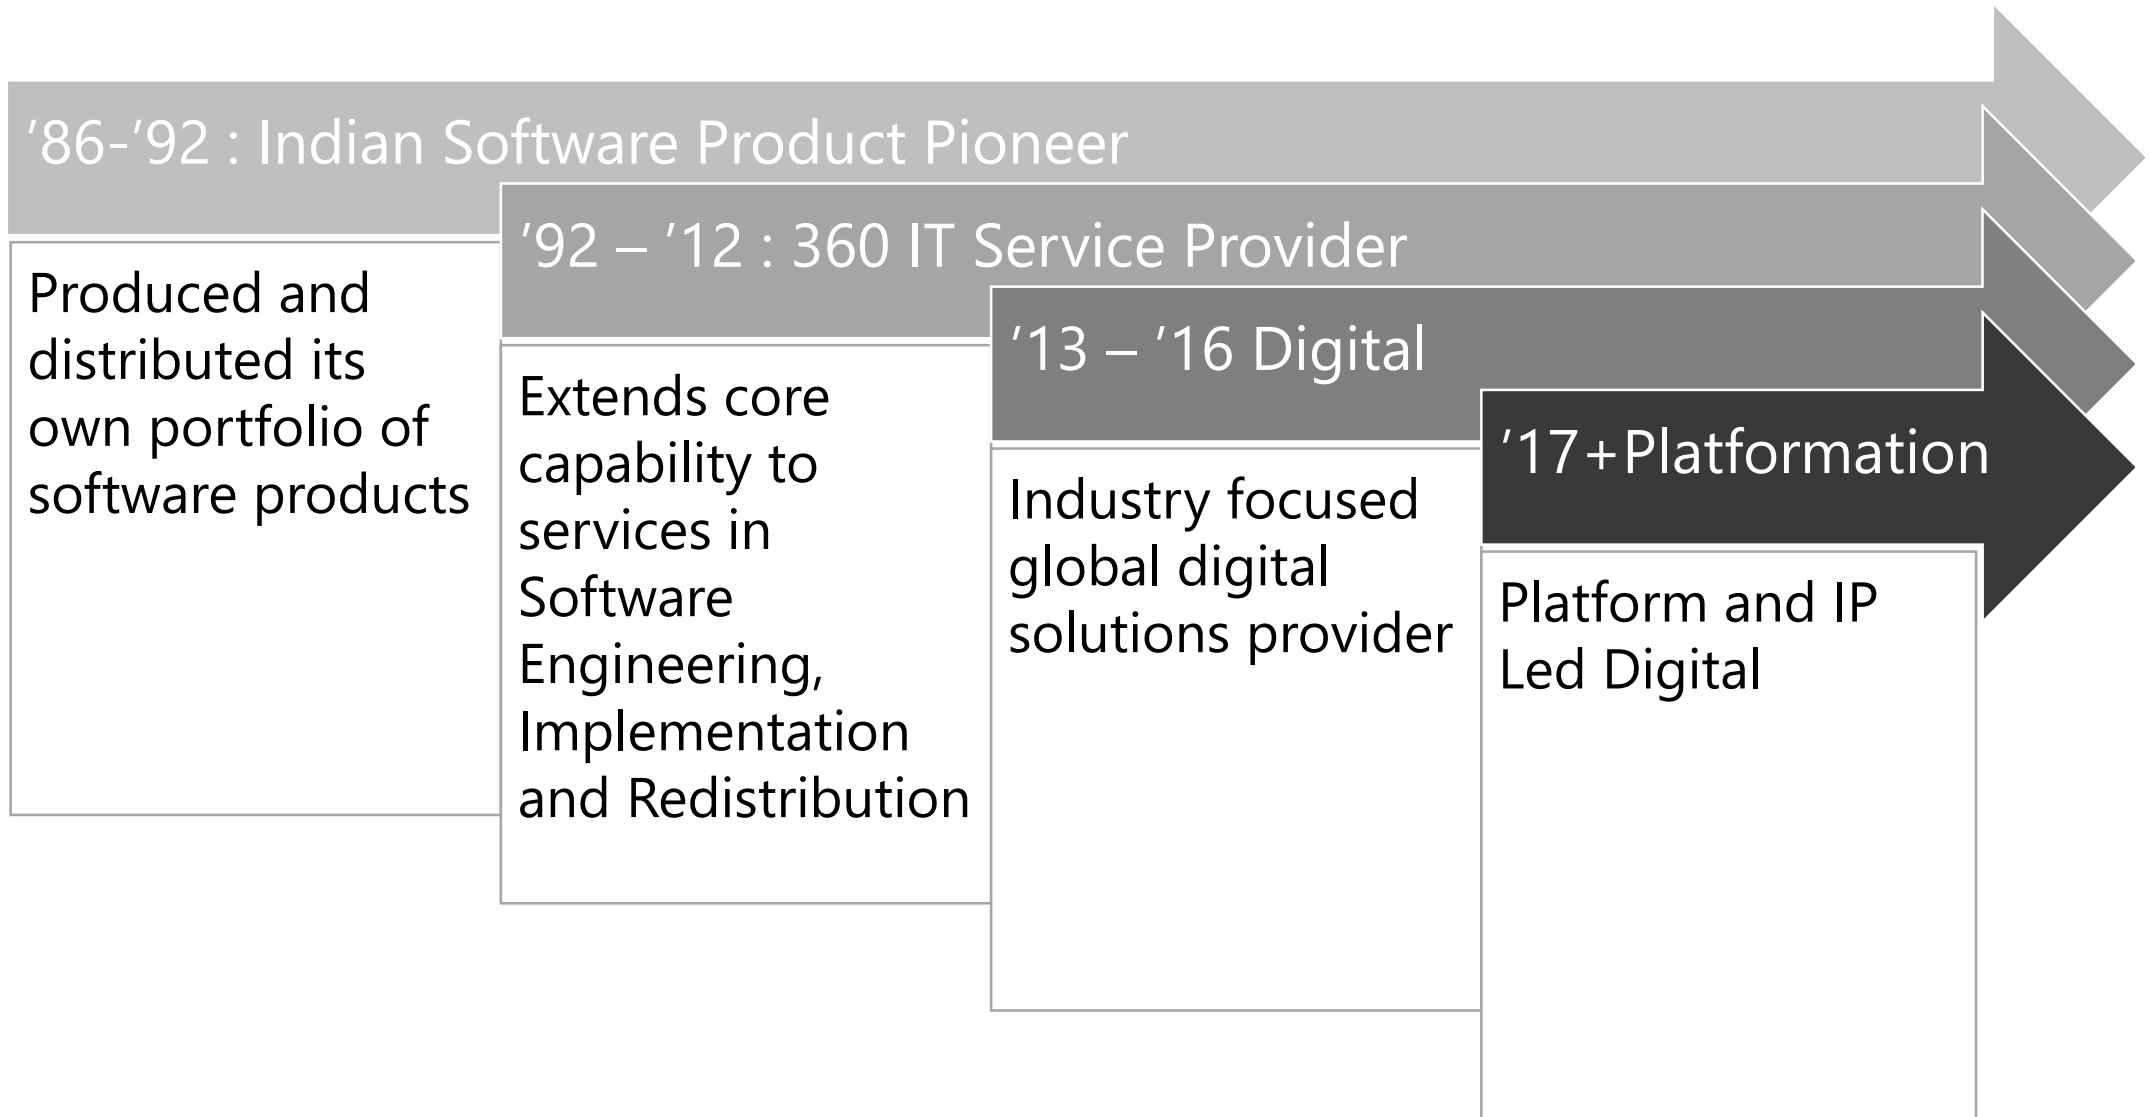 ’86-’92 : Indian Software Product Pioneer
Produced and
distributed its
own portfolio of
software products
’92 – ’12 : 360 IT Service Provider
Extends core
capability to
services in
Software
Engineering,
Implementation
and Redistribution
’13 – ’16 Digital
Industry focused
global digital
solutions provider
’17+Platformation
Platform and IP
Led Digital